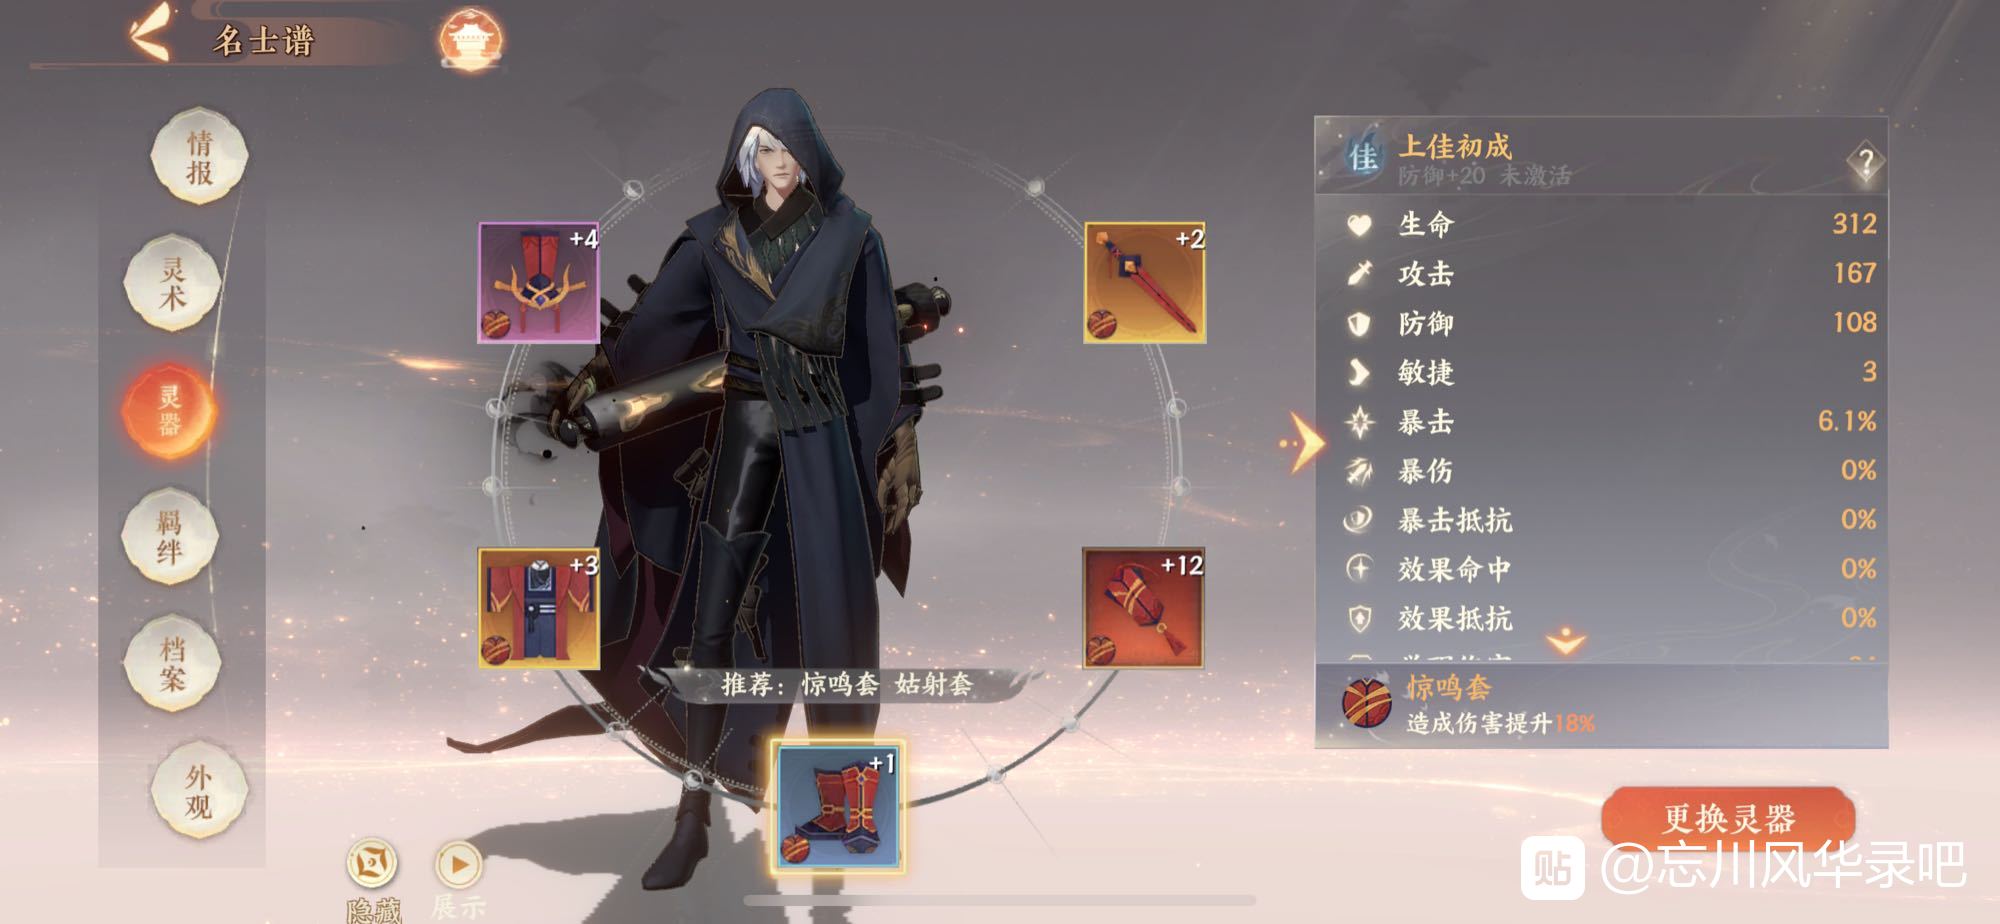 名士谱
情报
灵术
灵器
羁绊
档案
外观
+4
+2
+3
+12
+1
推荐：惊鸣套 姑射套
隐藏
展示
佳
上佳初成
防御+20 未激活
?
生命 312
攻击 167
防御 108
敏捷 3
暴击 6.1%
暴伤 0%
暴击抵抗 0%
效果命中 0%
效果抵抗 0%
惊鸣套
造成伤害提升18%
更换灵器
贴 @忘川风华录吧